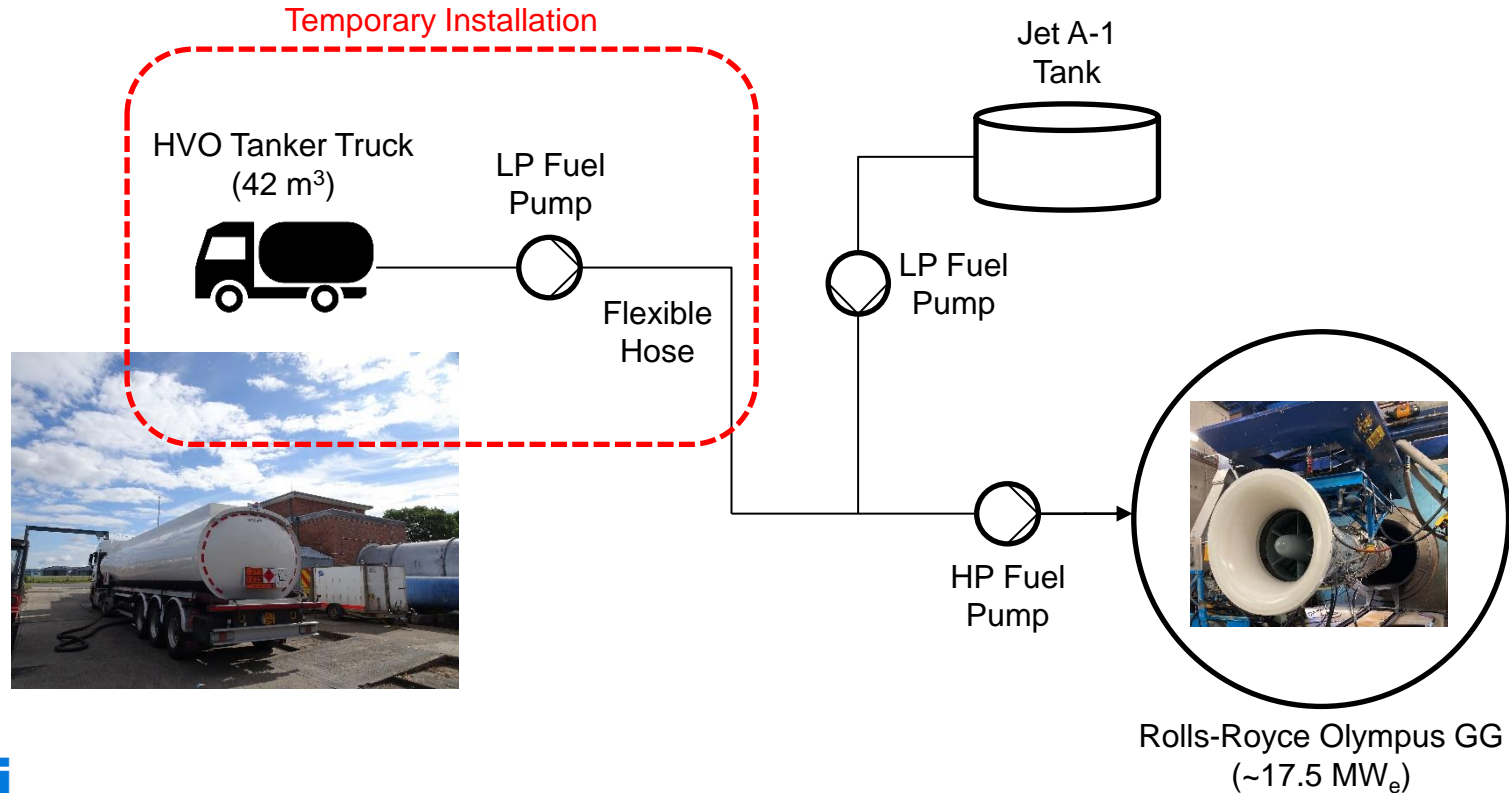 Temporary Installation
HVO Tanker Truck
(42 m³)
LP Fuel
Pump
Flexible
Hose
Jet A-1
Tank
LP Fuel
Pump
HP Fuel
Pump
Rolls-Royce Olympus GG
(~17.5 MWₑ)